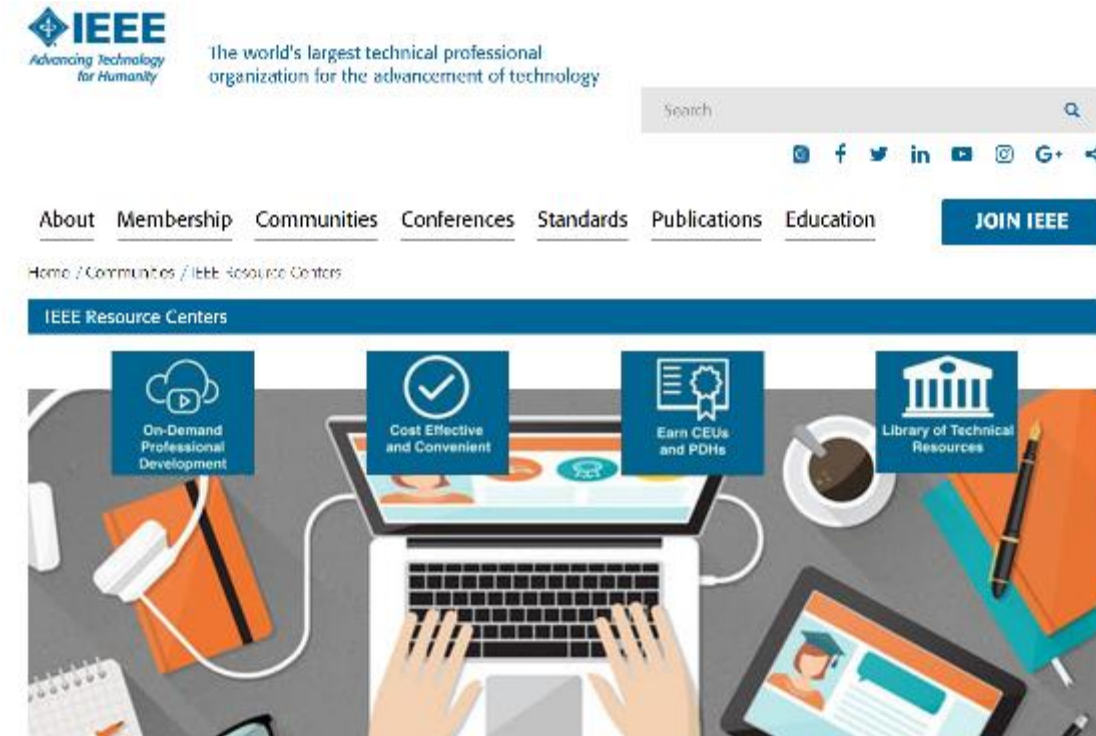 IEEE
Advancing Technology
for Humanity
The world's largest technical professional
organization for the advancement of technology
Search
f in G+
About Membership Communities Conferences Standards Publications Education JOIN IEEE
Home / Communities / IEEE Resource Centers
IEEE Resource Centers
On-Demand
Professional
Development
Cost Effective
and Convenient
Earn CEUs
and PDHs
Library of Technical
Resources